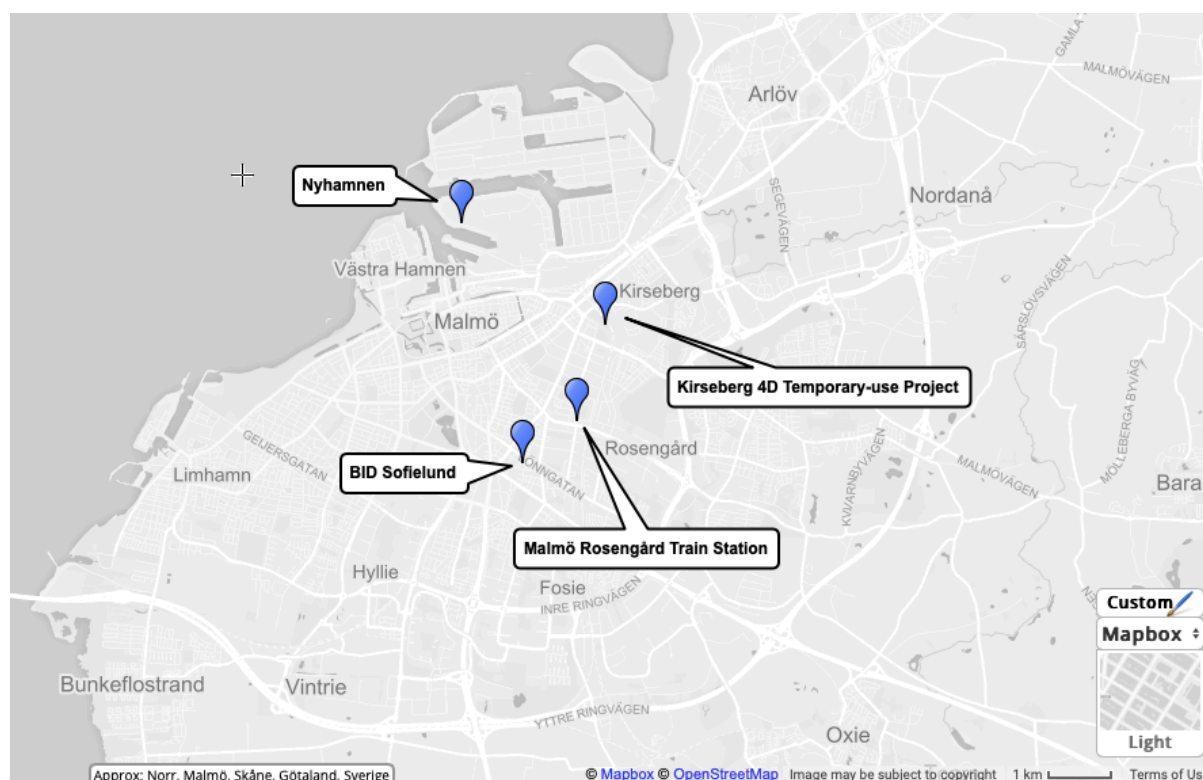 GAMLA
MALMÖVÄGEN
Arlöv
SEGEVÄGEN
Nyhamnen
Nordanå
Västra Hamnen
Kirseberg
SÄRSLÖVSVÄGEN
Malmö
Kirseberg 4D Temporary-use Project
MÖLLEBERGA BYVÄG
GEIJERSGATAN
Rosengård
BID Sofielund
ÖNNGATAN
Limhamn
KVARNBYVÄGEN
MALMÖVÄGEN
Bara
Malmö Rosengård Train Station
Hyllie
Fosie
INRE RINGVÄGEN
Custom
Mapbox
Bunkeflostrand
Vintrie
YTTRE RINGVÄGEN
Oxie
Light
Approx: Norr, Malmö, Skåne, Götaland, Sverige
© Mapbox © OpenStreetMap Image may be subject to copyright 1 km Terms of Us